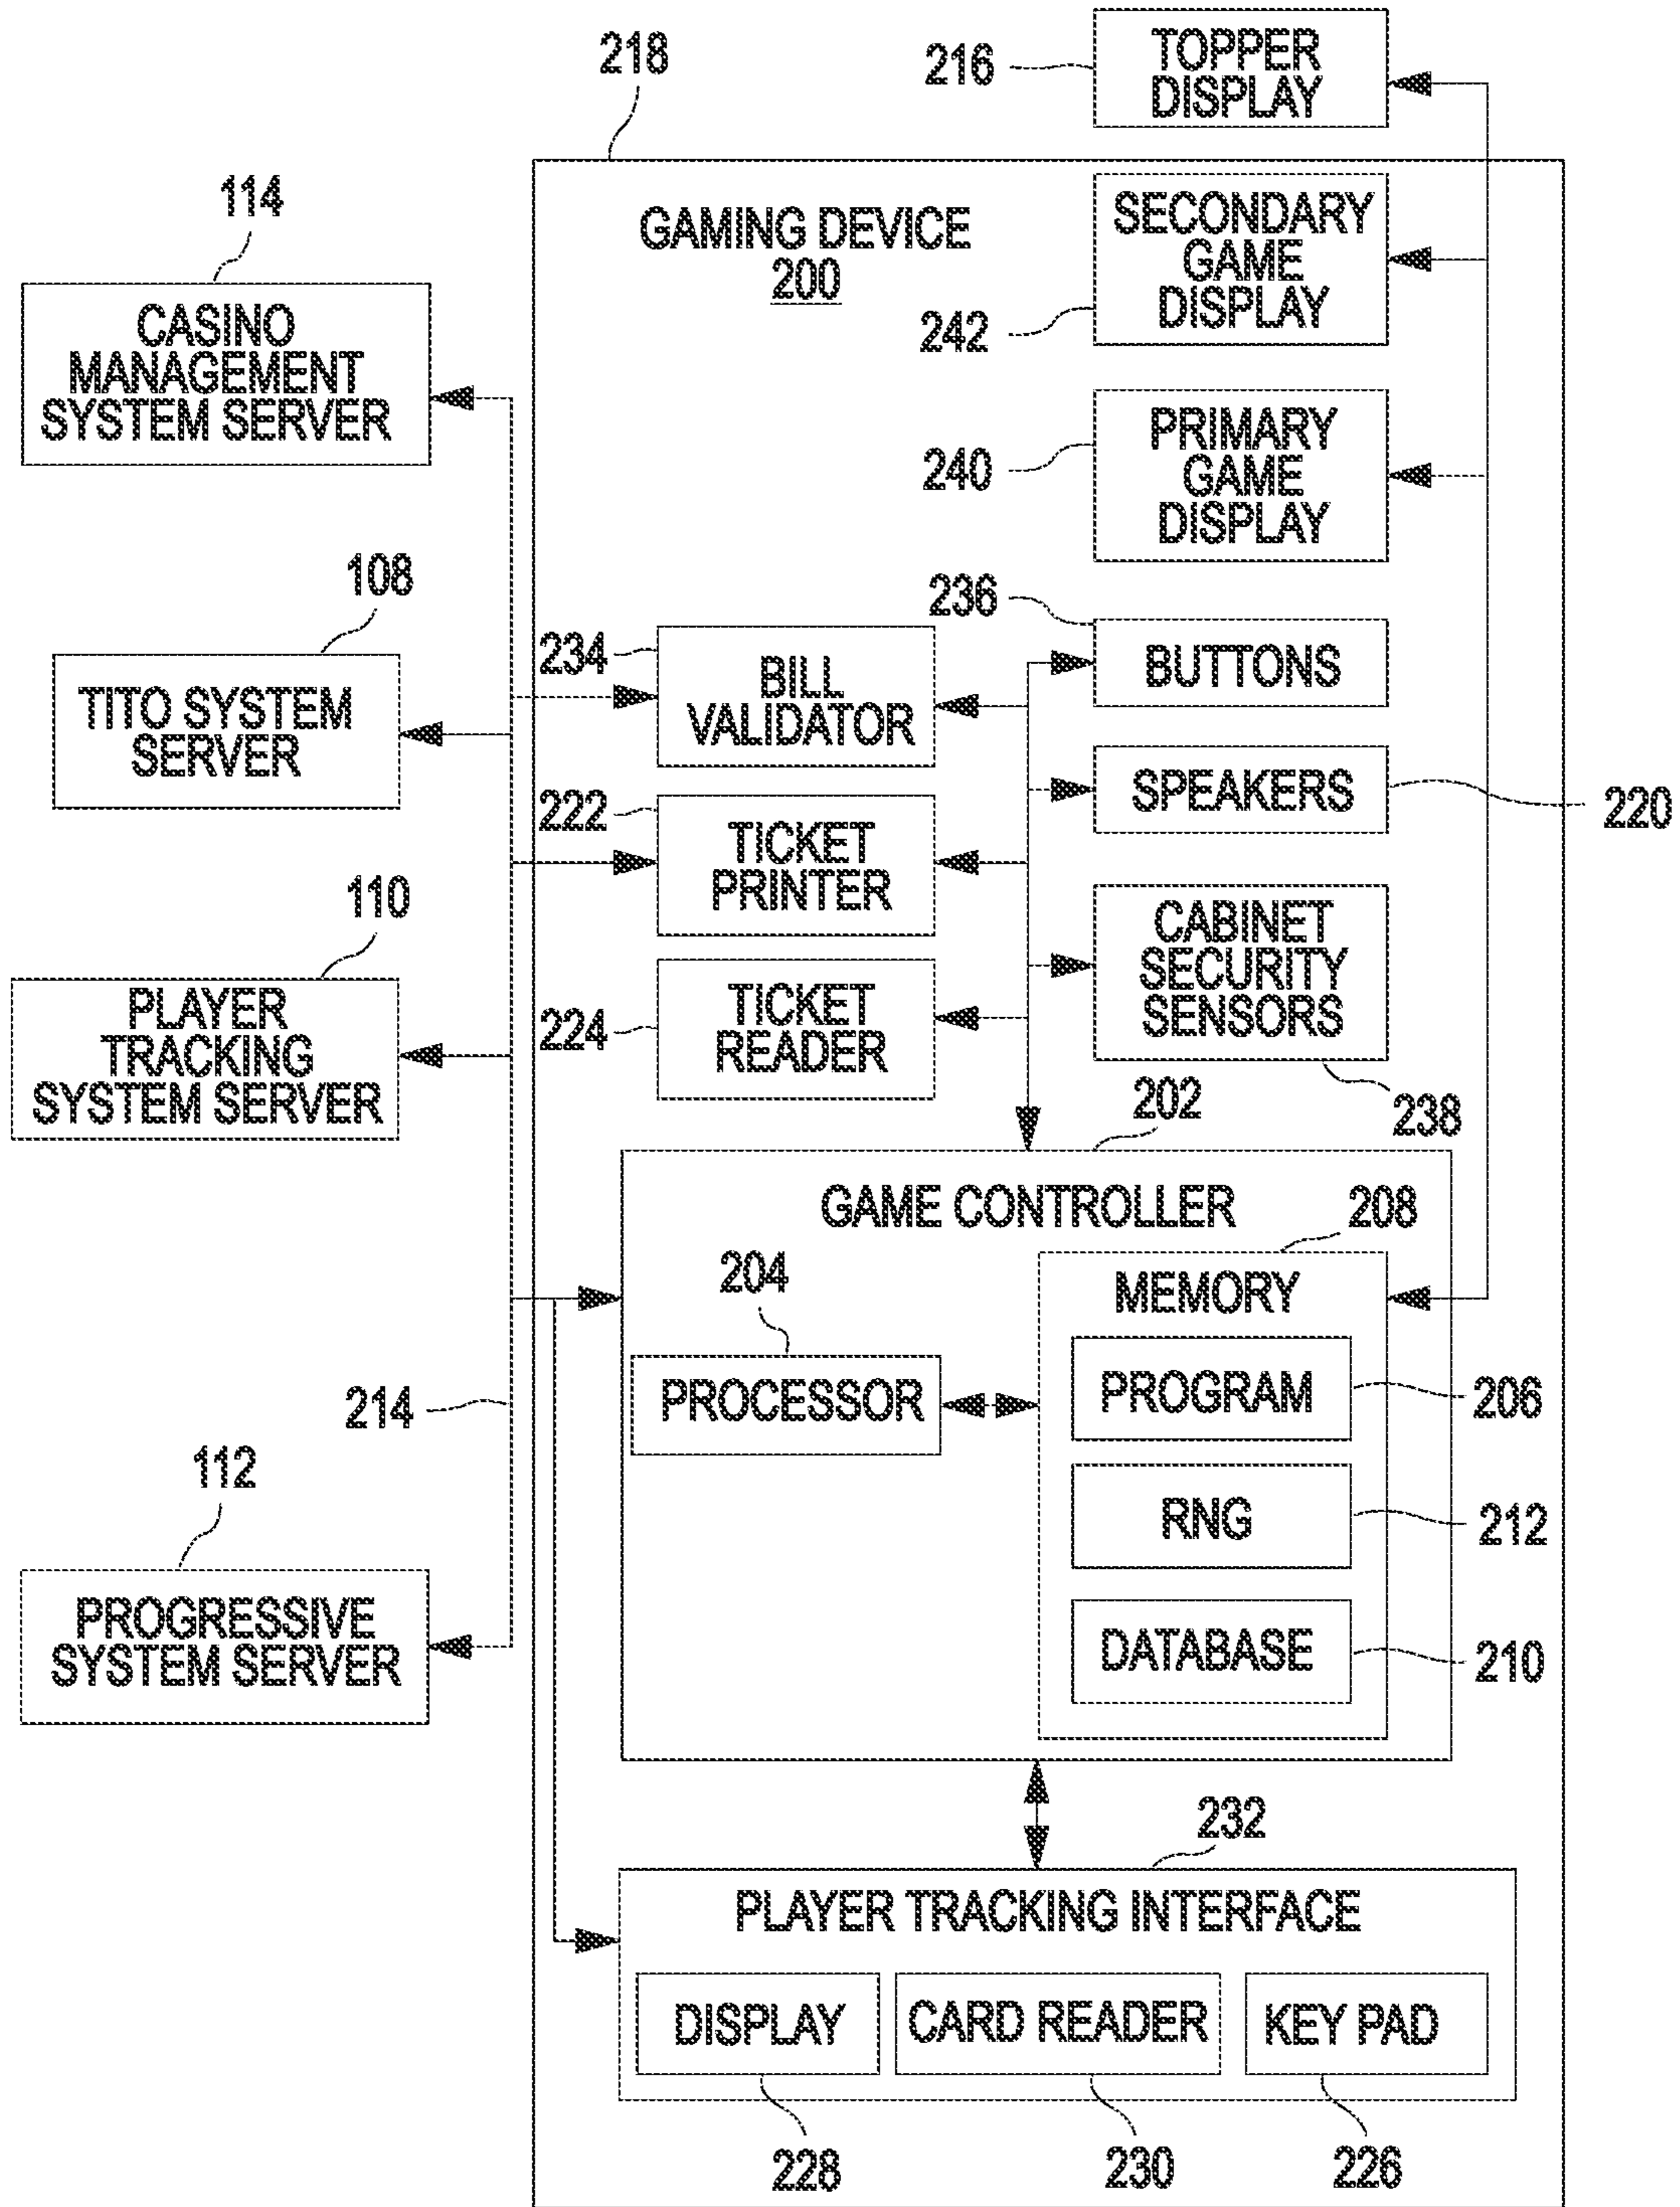 218
216
TOPPER
DISPLAY
114
GAMING DEVICE
200
SECONDARY
GAME
DISPLAY
242
CASINO
MANAGEMENT
SYSTEM SERVER
240
PRIMARY
GAME
DISPLAY
108
236
234
BILL
VALIDATOR
BUTTONS
TITO SYSTEM
SERVER
222
TICKET
PRINTER
SPEAKERS
220
110
224
TICKET
READER
CABINET
SECURITY
SENSORS
238
PLAYER
TRACKING
SYSTEM SERVER
202
GAME CONTROLLER
208
204
MEMORY
PROCESSOR
PROGRAM
206
214
RNG
212
112
DATABASE
210
PROGRESSIVE
SYSTEM SERVER
232
PLAYER TRACKING INTERFACE
DISPLAY
CARD READER
KEY PAD
228
230
226